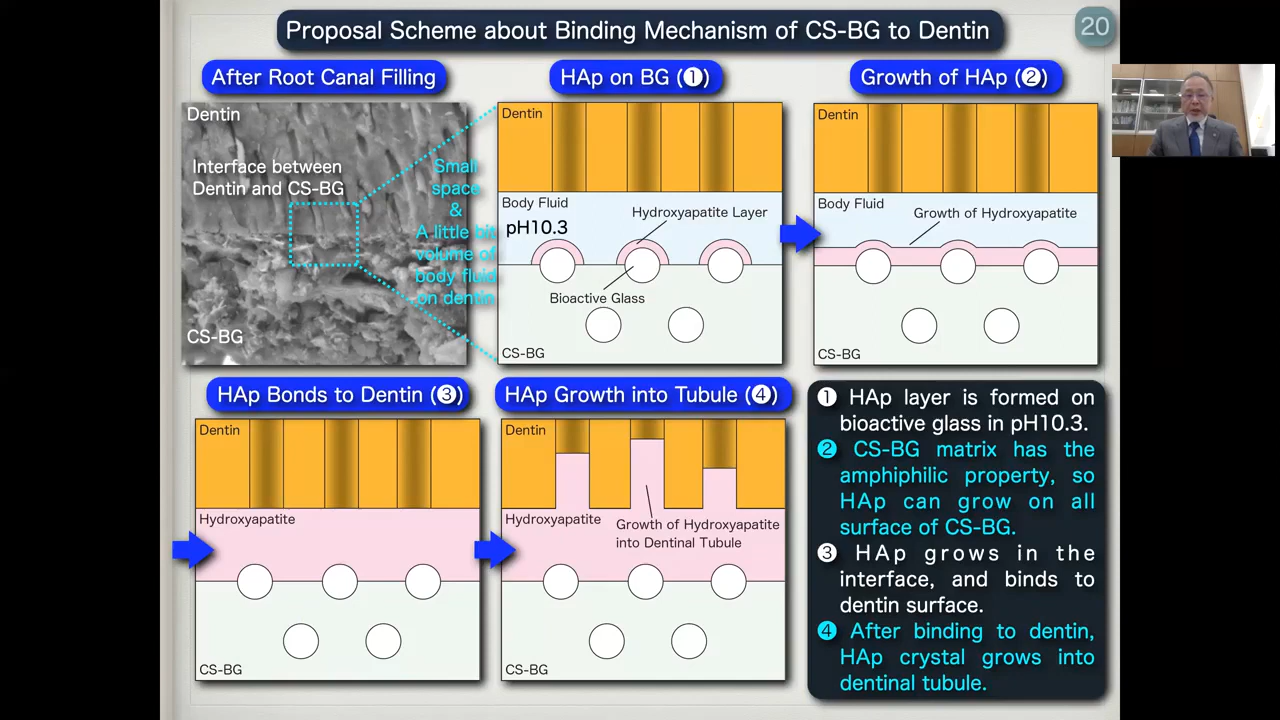 Proposal Scheme about Binding Mechanism of CS-BG to Dentin
20
After Root Canal Filling
Dentin
Interface between
Dentin and CS-BG
Small
space
&
A little bit
volume of
body fluid
on dentin
CS-BG
HAp on BG (❶)
Dentin
Body Fluid
pH10.3
Hydroxyapatite Layer
Bioactive Glass
CS-BG
Growth of HAp (❷)
Dentin
Body Fluid
Growth of Hydroxyapatite
CS-BG
HAp Bonds to Dentin (❸)
Dentin
Hydroxyapatite
CS-BG
HAp Growth into Tubule (❹)
Dentin
Hydroxyapatite
Growth of Hydroxyapatite
into Dentinal Tubule
CS-BG
❶ HAp layer is formed on
bioactive glass in pH10.3.
❷ CS-BG matrix has the
amphiphilic property, so
HAp can grow on all
surface of CS-BG.
❸ HAp grows in the
interface, and binds to
dentin surface.
❹ After binding to dentin,
HAp crystal grows into
dentinal tubule.